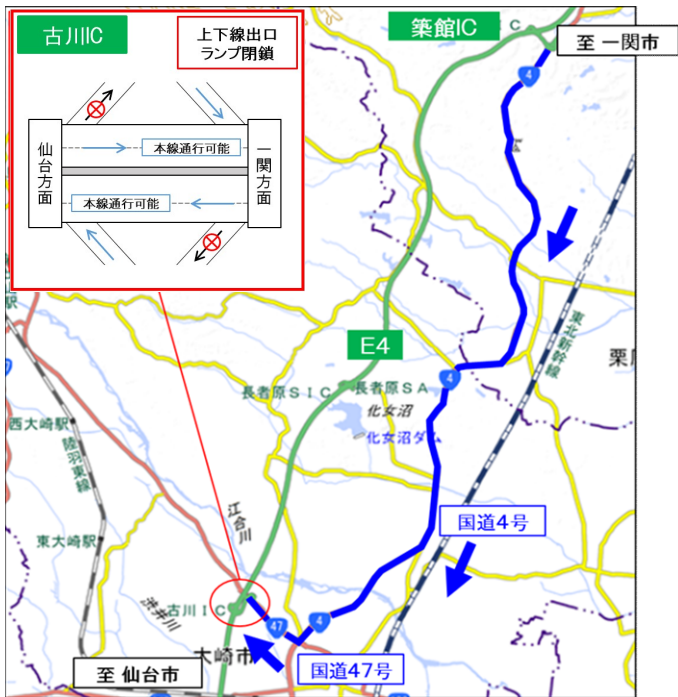 古川IC
上下線出口
ランプ閉鎖
仙台方面
本線通行可能
本線通行可能
一関方面
築館IC
至 一関市
4
東北新幹線
E4
長者原SIC
長者原SA
4
化女沼
化女沼ダム
西大崎駅
陸羽東線
江合川
国道4号
東大崎駅
渋井川
古川IC
47
4
大崎市
至 仙台市
国道47号